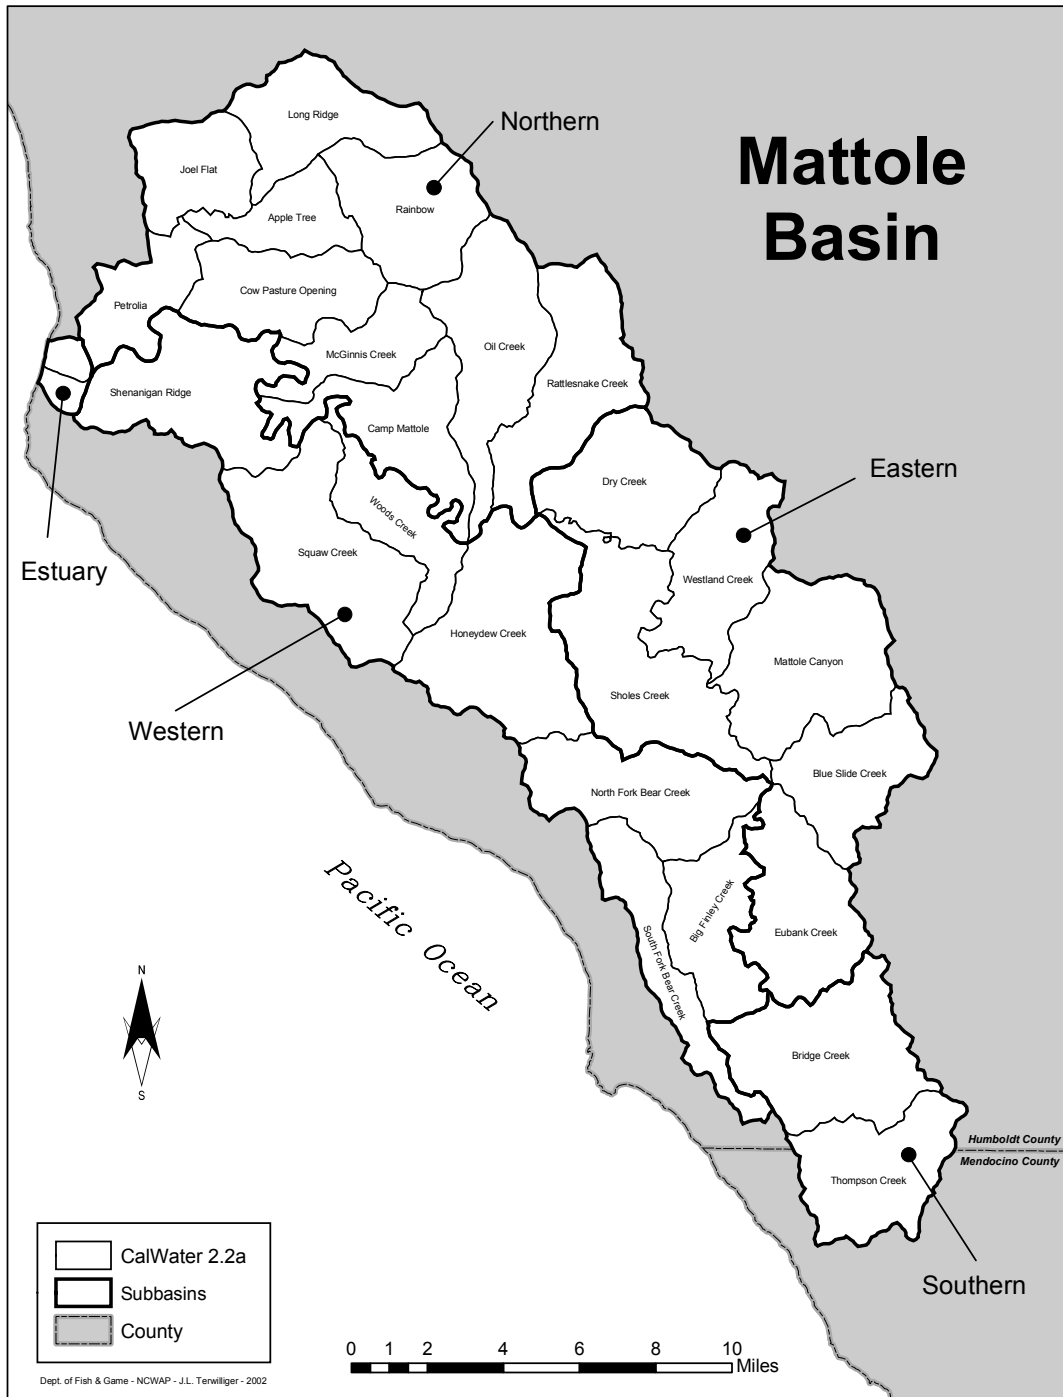 Mattole
Basin
Northern
Long Ridge
Joel Flat
Rainbow
Apple Tree
Cow Pasture Opening
Petrolia
McGinnis Creek
Oil Creek
Rattlesnake Creek
Shenanigan Ridge
Camp Mattole
Eastern
Dry Creek
Woods Creek
Squaw Creek
Estuary
Westland Creek
Honeydew Creek
Mattole Canyon
Sholes Creek
Western
Blue Slide Creek
North Fork Bear Creek
Big Finley Creek
Eubank Creek
South Fork Bear Creek
Pacific Ocean
N
S
Bridge Creek
Humboldt County
Mendocino County
Thompson Creek
Southern
CalWater 2.2a
Subbasins
County
0 1 2 4 6 8 10
Miles
Dept. of Fish & Game - NCWAP - J.L. Terwilliger - 2002